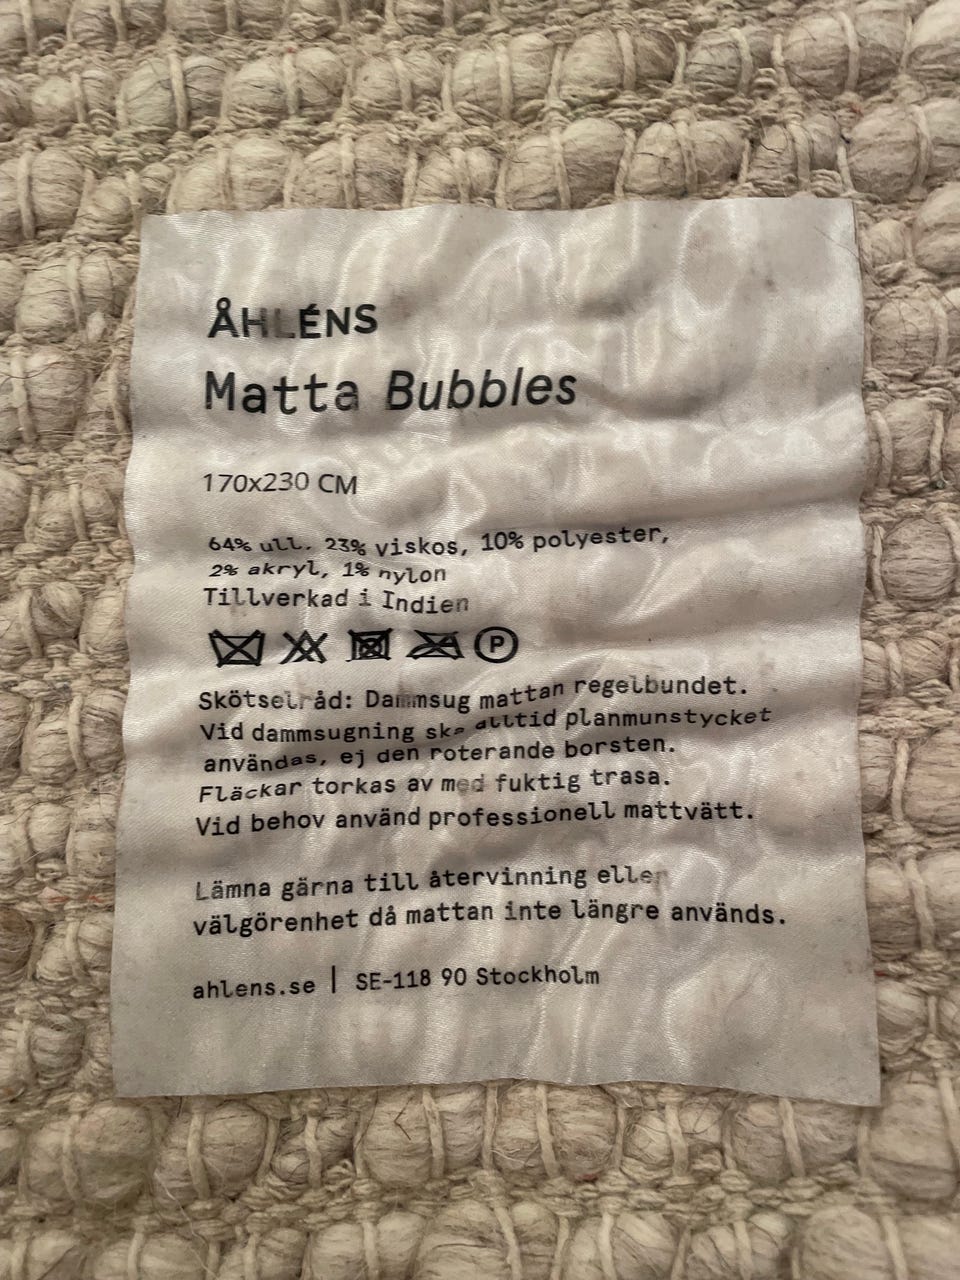 ÅHLÉNS
Matta Bubbles
170x230 CM
64% ull, 23% viskos, 10% polyester,
2% akryl, 1% nylon
Tillverkad i Indien
P
Skötselråd: Dammsug mattan regelbundet.
Vid dammsugning ska alltid planmunstycket
användas, ej den roterande borsten.
Fläckar torkas av med fuktig trasa.
Vid behov använd professionell mattvätt.
Lämna gärna till återvinning eller
välgörenhet då mattan inte längre används.
ahlens.se | SE-118 90 Stockholm